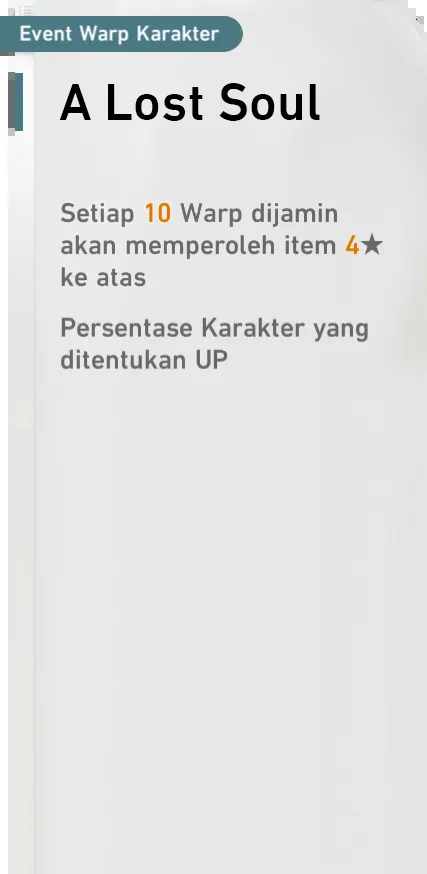 Event Warp Karakter
A Lost Soul
Setiap 10 Warp dijamin
akan memperoleh item 4★
ke atas
Persentase Karakter yang
ditentukan UP